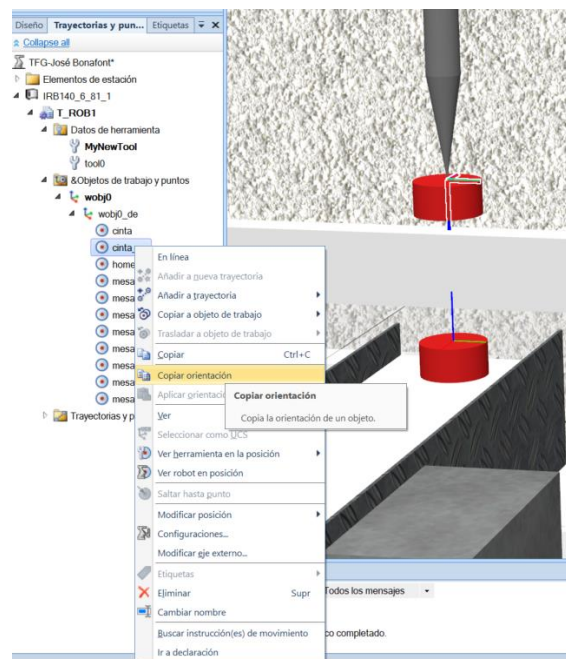 Diseño Trayectorias y pun... Etiquetas
Collapse all
TFG-José Bonafont*
Elementos de estación
IRB140_6_81_1
T_ROB1
Datos de herramienta
MyNewTool
tool0
&Objetos de trabajo y puntos
wobj0
wobj0_de
cinta
cinta_
home
mesa
mesa
mesa
mesa
mesa
mesa
mesa
mesa
Trayectorias y p
En línea
Añadir a nueva trayectoria
Añadir a trayectoria
Copiar a objeto de trabajo
Trasladar a objeto de trabajo
Copiar Ctrl+C
Copiar orientación
Aplicar orientació
Copiar orientación
Copia la orientación de un objeto.
Ver
Seleccionar como UCS
Ver herramienta en la posición
Ver robot en posición
Saltar hasta punto
Modificar posición
Configuraciones...
Modificar eje externo...
Etiquetas
Eliminar Supr
Todos los mensajes
Cambiar nombre
Buscar instrucción(es) de movimiento
co completado.
Ir a declaración